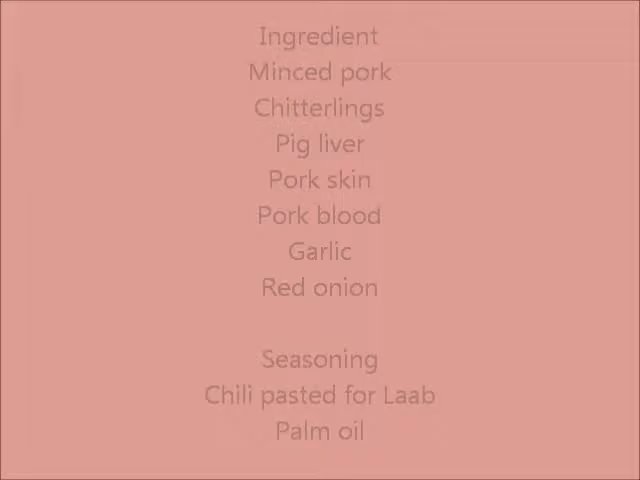 Ingredient
Minced pork
Chitterlings
Pig liver
Pork skin
Pork blood
Garlic
Red onion
Seasoning
Chili pasted for Laab
Palm oil